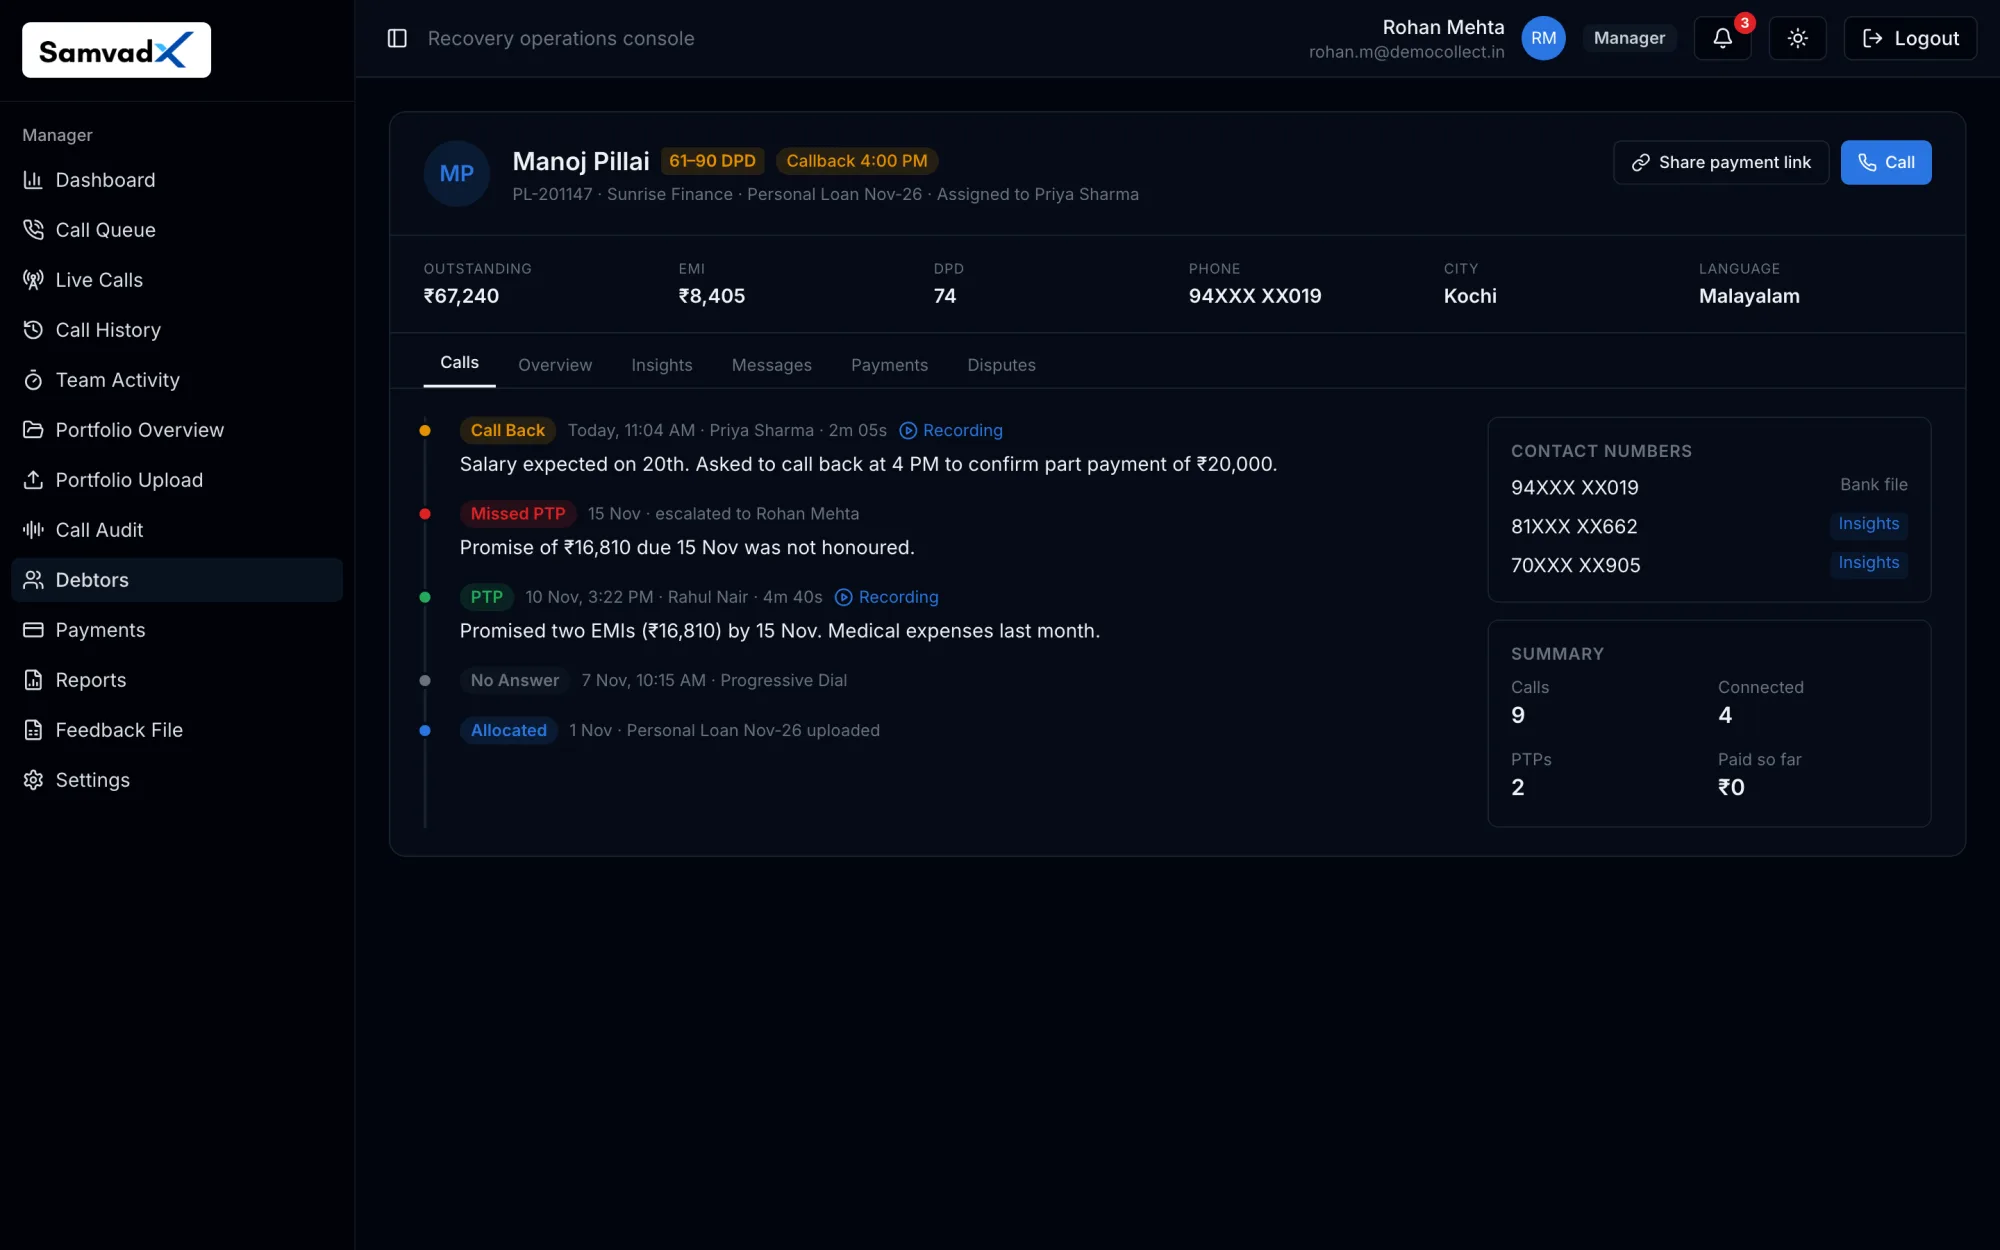 SamvadX
Recovery operations console
Rohan Mehta
rohan.m@democollect.in
RM
Manager
3
Logout
Manager
Dashboard
Call Queue
Live Calls
Call History
Team Activity
Portfolio Overview
Portfolio Upload
Call Audit
Debtors
Payments
Reports
Feedback File
Settings
MP
Manoj Pillai 61–90 DPD Callback 4:00 PM
PL-201147 · Sunrise Finance · Personal Loan Nov-26 · Assigned to Priya Sharma
Share payment link
Call
OUTSTANDING
₹67,240
EMI
₹8,405
DPD
74
PHONE
94XXX XX019
CITY
Kochi
LANGUAGE
Malayalam
Calls Overview Insights Messages Payments Disputes
Call Back Today, 11:04 AM · Priya Sharma · 2m 05s Recording
Salary expected on 20th. Asked to call back at 4 PM to confirm part payment of ₹20,000.
Missed PTP 15 Nov · escalated to Rohan Mehta
Promise of ₹16,810 due 15 Nov was not honoured.
PTP 10 Nov, 3:22 PM · Rahul Nair · 4m 40s Recording
Promised two EMIs (₹16,810) by 15 Nov. Medical expenses last month.
No Answer 7 Nov, 10:15 AM · Progressive Dial
Allocated 1 Nov · Personal Loan Nov-26 uploaded
CONTACT NUMBERS
94XXX XX019 Bank file
81XXX XX662 Insights
70XXX XX905 Insights
SUMMARY
Calls
9
Connected
4
PTPs
2
Paid so far
₹0